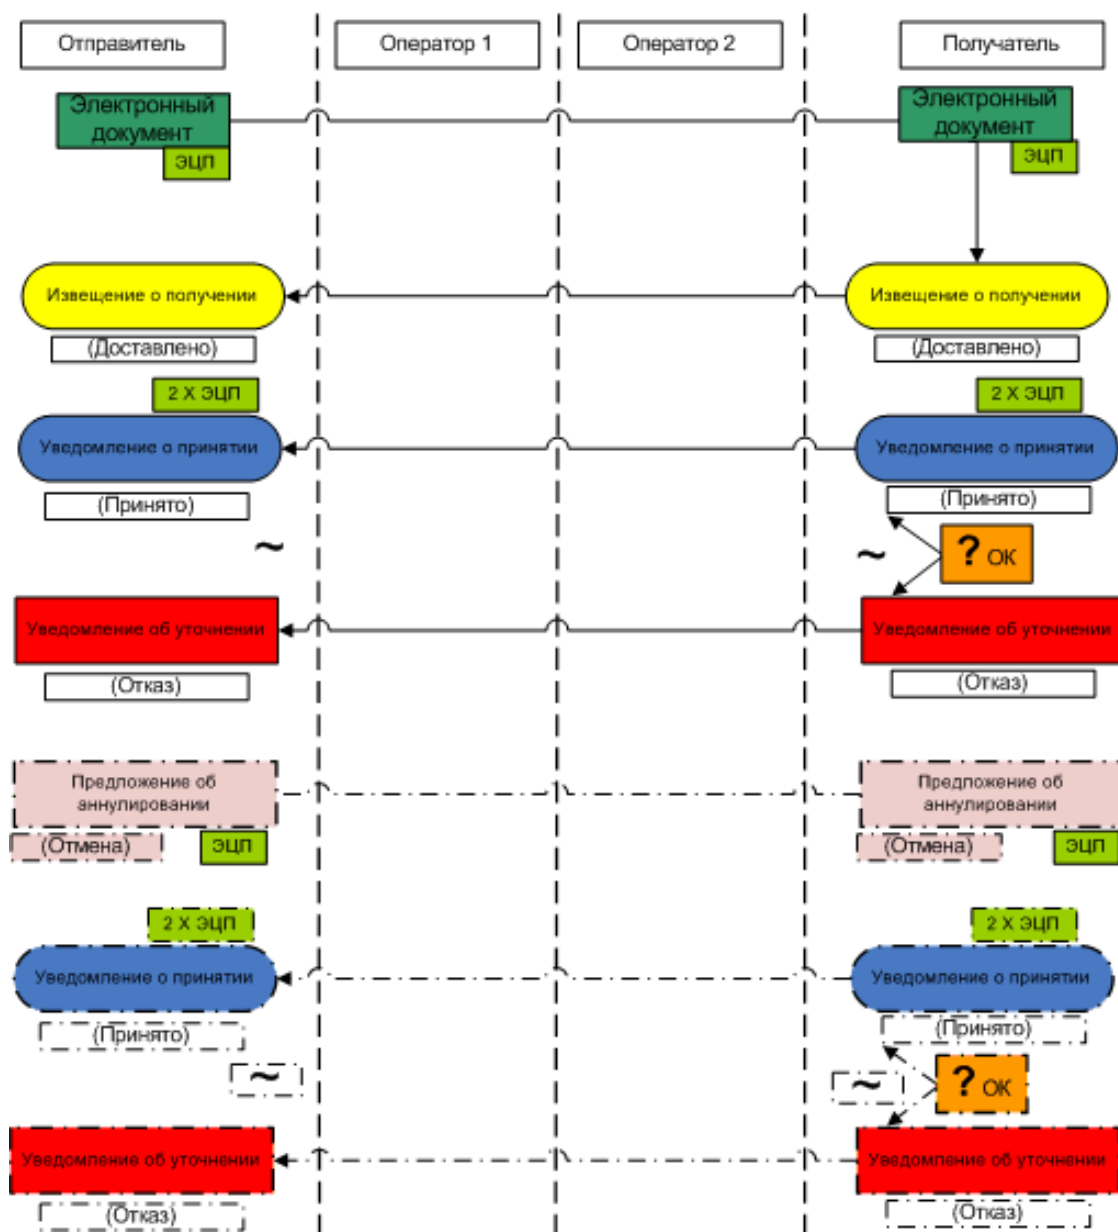 Отправитель
Оператор 1
Оператор 2
Получатель
Электронный
документ
ЭЦП
Электронный
документ
ЭЦП
Извещение о получении
(Доставлено)
Извещение о получении
(Доставлено)
2 X ЭЦП
Уведомление о принятии
(Принято)
2 X ЭЦП
Уведомление о принятии
(Принято)
~
~
? ОК
Уведомление об уточнении
(Отказ)
Уведомление об уточнении
(Отказ)
Предложение об
аннулировании
(Отмена)
ЭЦП
Предложение об
аннулировании
(Отмена)
ЭЦП
2 X ЭЦП
Уведомление о принятии
(Принято)
2 X ЭЦП
Уведомление о принятии
(Принято)
~
~
? ОК
Уведомление об уточнении
(Отказ)
Уведомление об уточнении
(Отказ)